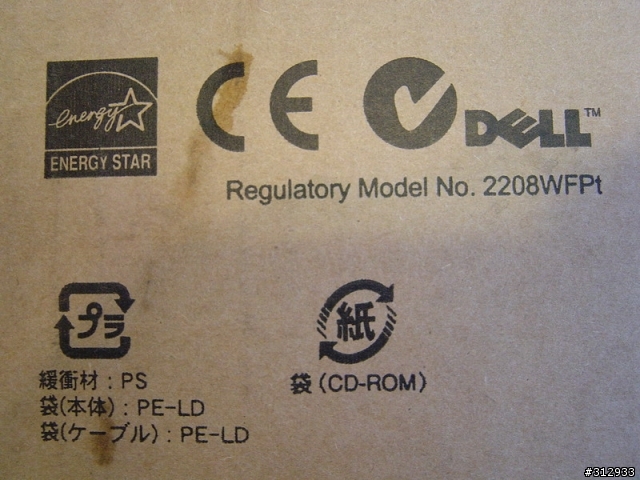 energy
ENERGY STAR
CE
DELL™
Regulatory Model No. 2208WFPt
プラ
緩衝材 : PS
袋(本体) : PE-LD
袋(ケーブル) : PE-LD
紙
袋 (CD-ROM)
#312933